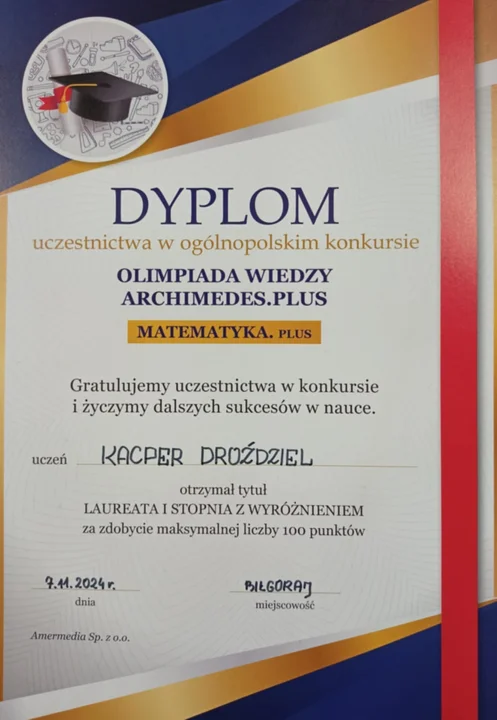 DYPLOM
uczestnictwa w ogólnopolskim konkursie
OLIMPIADA WIEDZY
ARCHIMEDES.PLUS
MATEMATYKA. PLUS
Gratulujemy uczestnictwa w konkursie
i życzymy dalszych sukcesów w nauce.
uczeń KACPER DROŹDZIEL
otrzymał tytuł
LAUREATA I STOPNIA Z WYRÓŻNIENIEM
za zdobycie maksymalnej liczby 100 punktów
7.11.2024 r. BIŁGORAJ
dnia miejscowość
Amermedia Sp. z o.o.